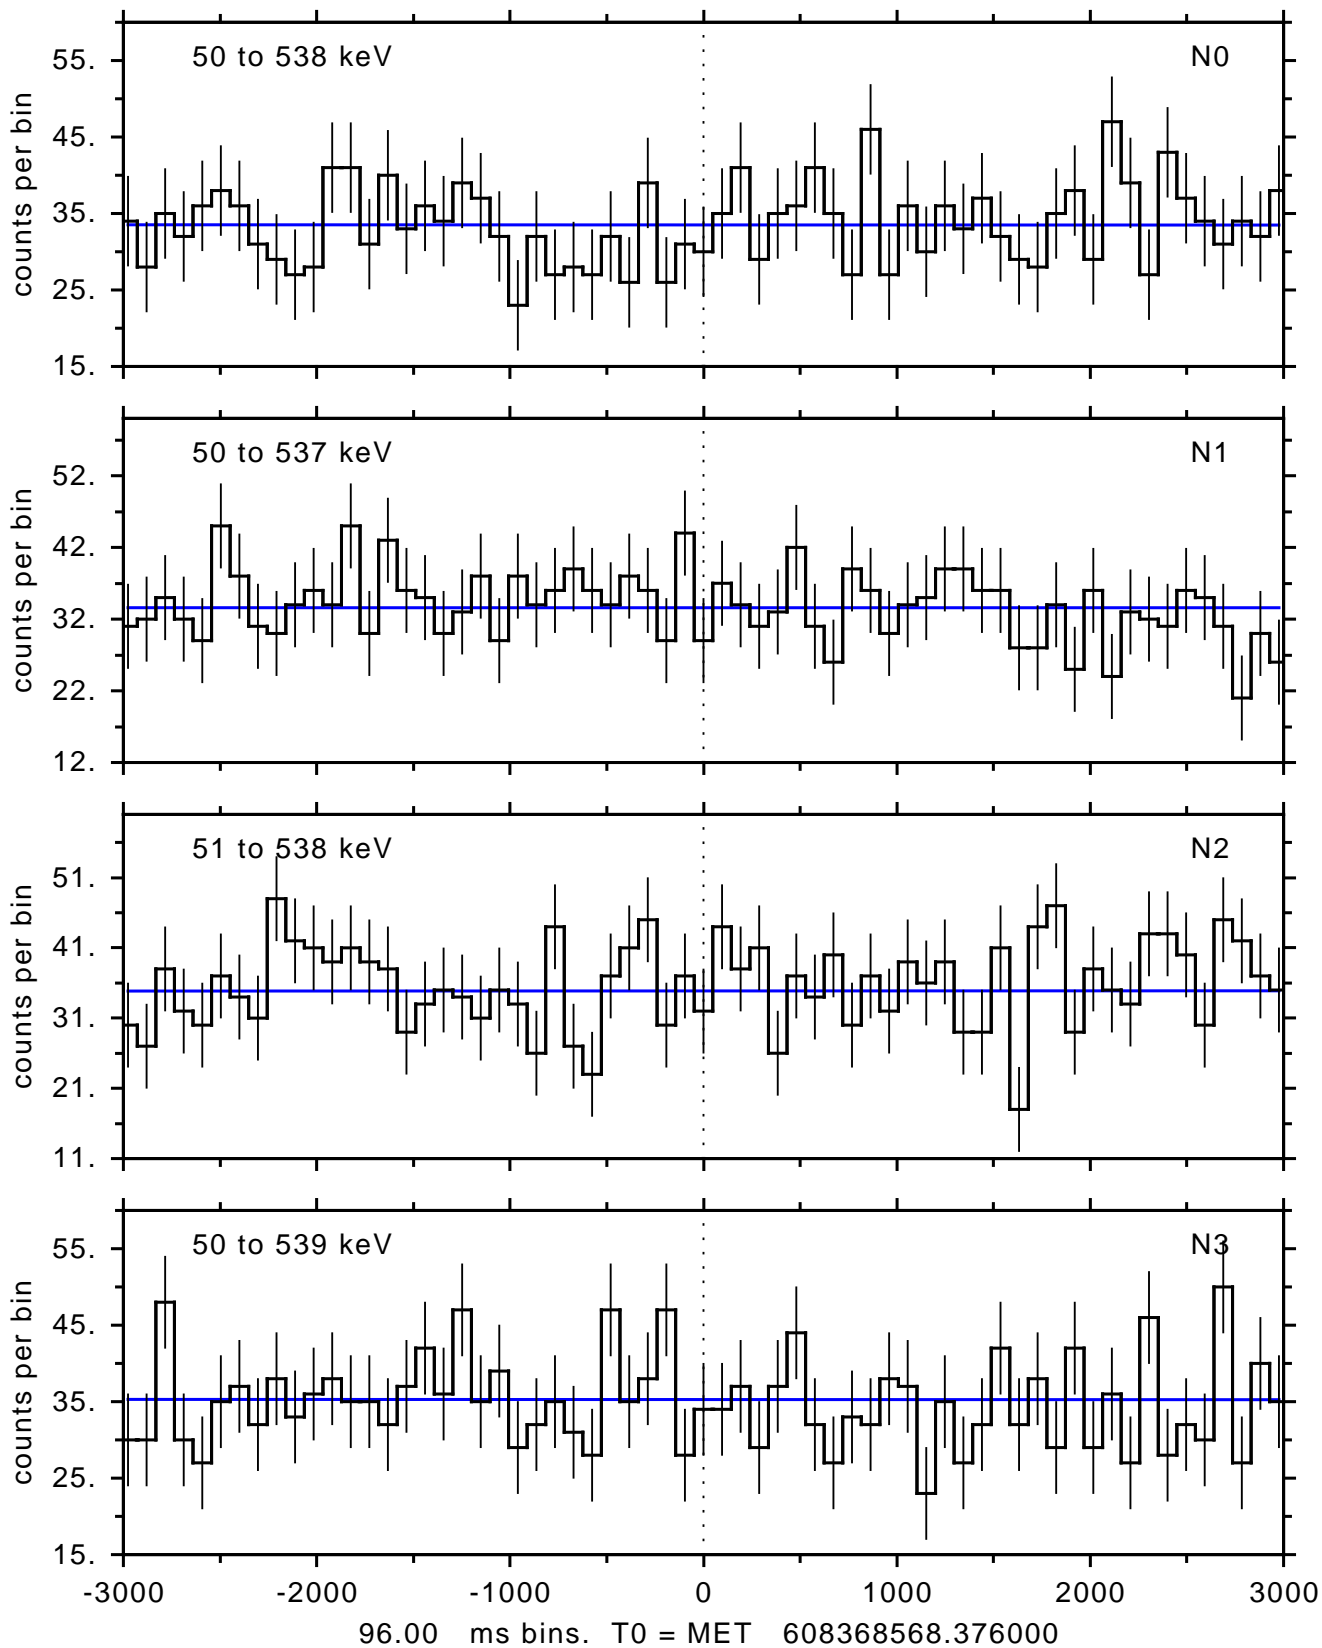 50 to 538 keV N0
55.
45.
35.
25.
15.
counts per bin
50 to 537 keV N1
52.
42.
32.
22.
12.
counts per bin
51 to 538 keV N2
51.
41.
31.
21.
11.
counts per bin
50 to 539 keV N3
55.
45.
35.
25.
15.
counts per bin
-3000 -2000 -1000 0 1000 2000 3000
96.00 ms bins. T0 = MET 608368568.376000